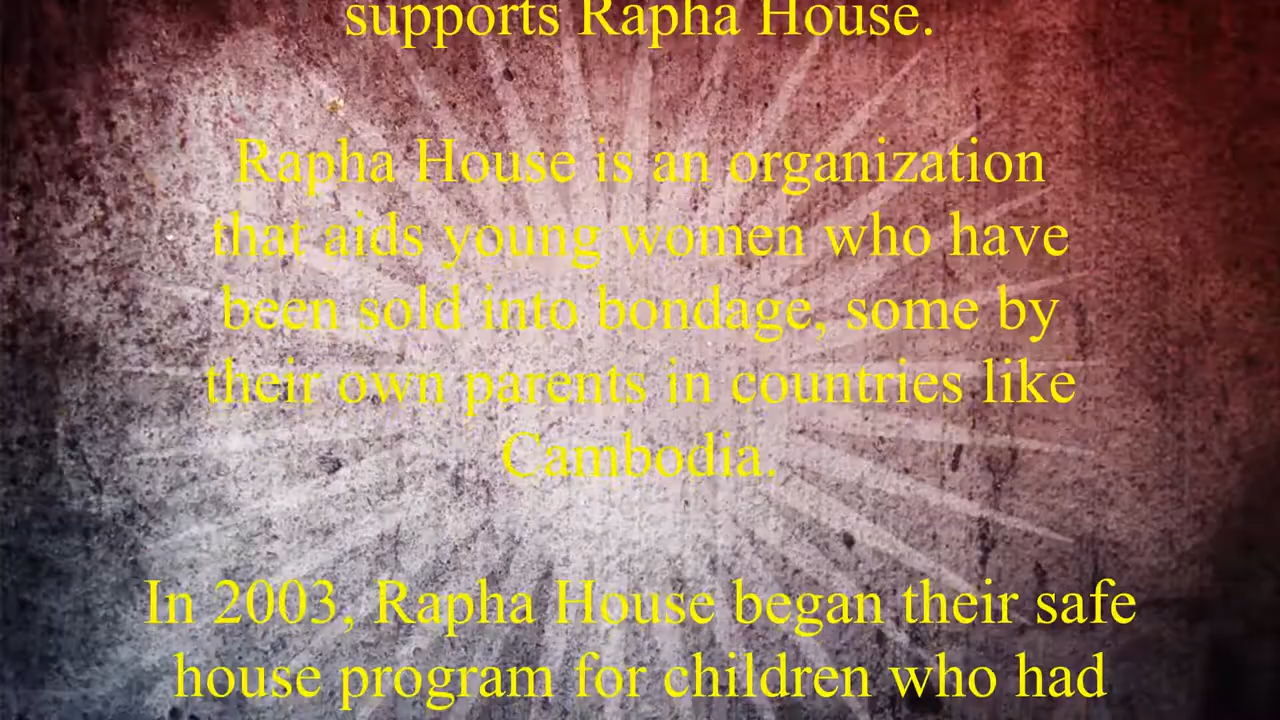 supports Rapha House.
Rapha House is an organization
that aids young women who have
been sold into bondage, some by
their own parents in countries like
Cambodia.
In 2003, Rapha House began their safe
house program for children who had